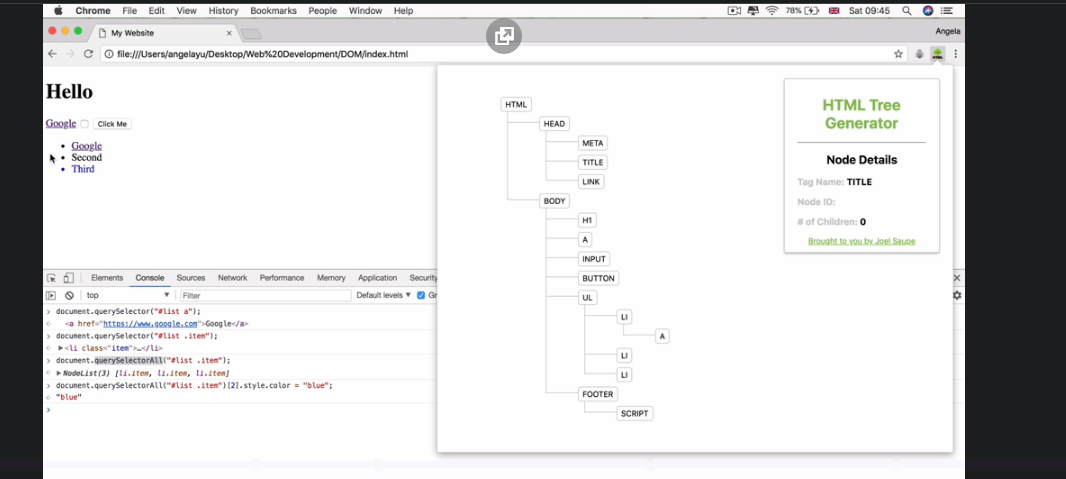 Chrome File Edit View History Bookmarks People Window Help 78% Sat 09:45
My Website × Angela
file:///Users/angelayu/Desktop/Web%20Development/DOM/index.html
Hello
Google Click Me
• Google
• Second
• Third
HTML
HEAD
META
TITLE
LINK
BODY
H1
A
INPUT
BUTTON
UL
LI
A
LI
LI
FOOTER
SCRIPT
HTML Tree
Generator
Node Details
Tag Name: TITLE
Node ID:
# of Children: 0
Brought to you by Joel Saupe
Elements Console Sources Network Performance Memory Application Security
top Filter Default levels Gr
document.querySelector("#list a");
<a href="https://www.google.com">Google</a>
document.querySelector("#list .item");
<li class="item">…</li>
document.querySelectorAll("#list .item");
NodeList(3) [li.item, li.item, li.item]
document.querySelectorAll("#list .item")[2].style.color = "blue";
"blue"